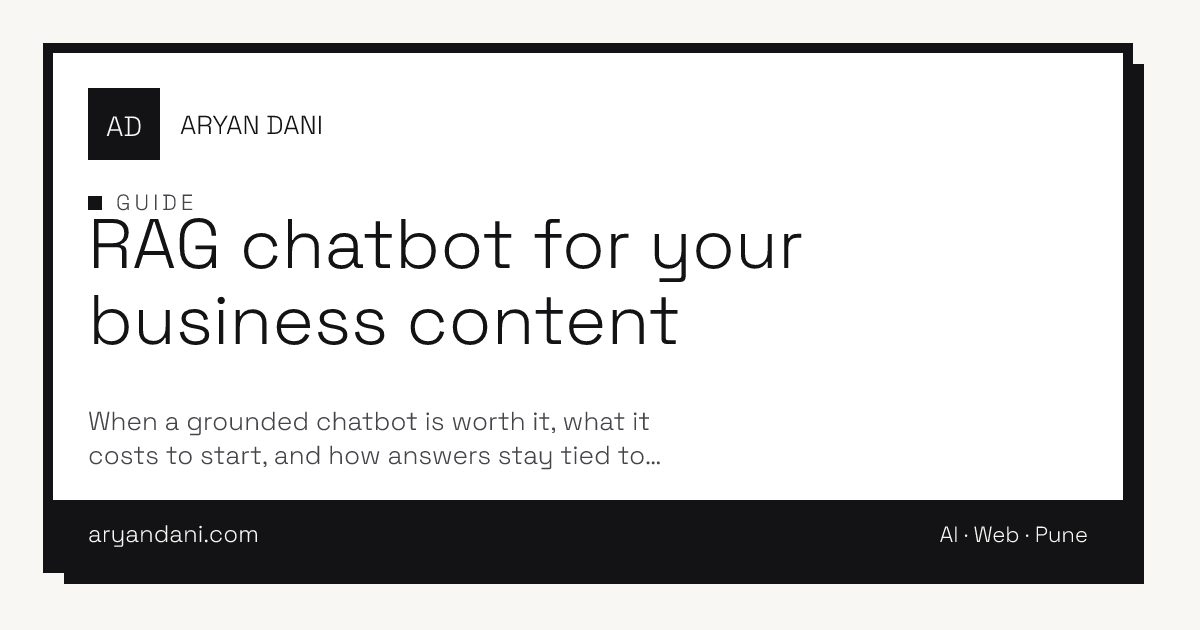 AD
ARYAN DANI
GUIDE
RAG chatbot for your
business content
When a grounded chatbot is worth it, what it
costs to start, and how answers stay tied to…
aryandani.com
AI · Web · Pune